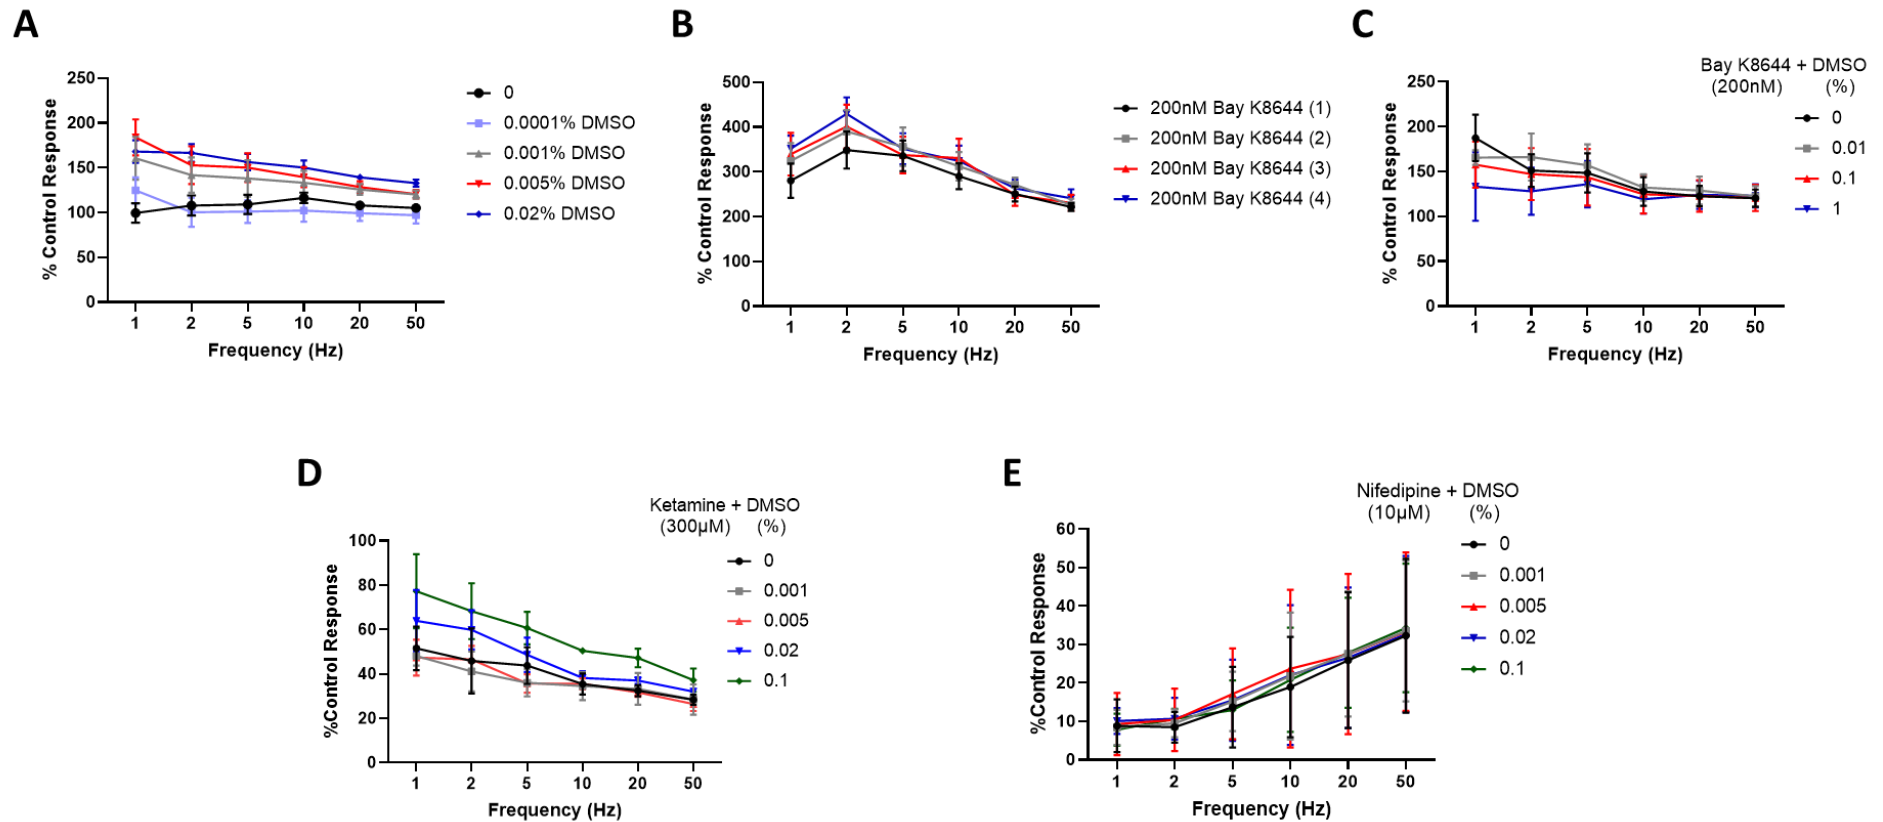 A
% Control Response
250
200
150
100
50
0
1 2 5 10 20 50
Frequency (Hz)
0
0.0001% DMSO
0.001% DMSO
0.005% DMSO
0.02% DMSO
B
% Control Response
500
400
300
200
100
0
1 2 5 10 20 50
Frequency (Hz)
200nM Bay K8644 (1)
200nM Bay K8644 (2)
200nM Bay K8644 (3)
200nM Bay K8644 (4)
C
% Control Response
250
200
150
100
50
0
1 2 5 10 20 50
Frequency (Hz)
Bay K8644 + DMSO
(200nM) (%)
0
0.01
0.1
1
D
%Control Response
100
80
60
40
20
0
1 2 5 10 20 50
Frequency (Hz)
Ketamine + DMSO
(300µM) (%)
0
0.001
0.005
0.02
0.1
E
%Control Response
60
50
40
30
20
10
0
1 2 5 10 20 50
Frequency (Hz)
Nifedipine + DMSO
(10µM) (%)
0
0.001
0.005
0.02
0.1